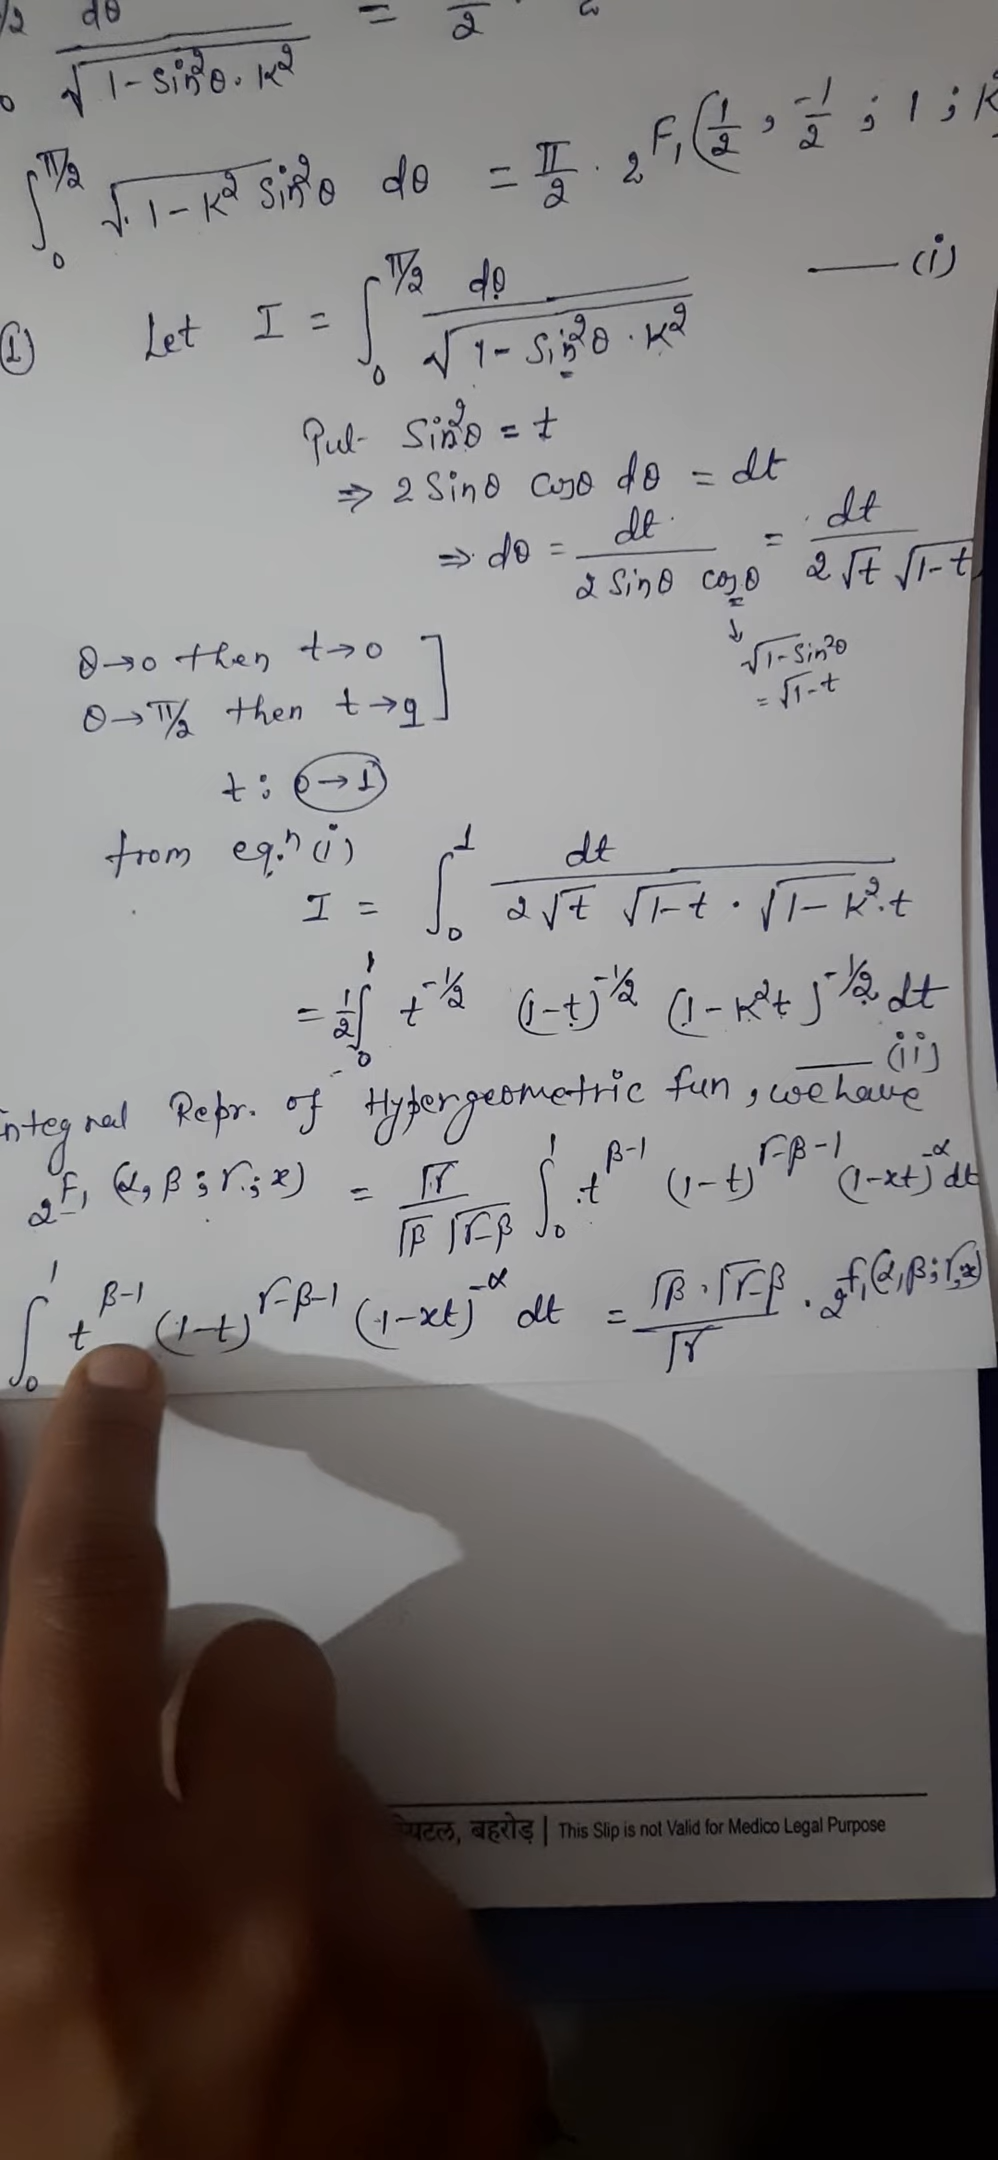 /2 dθ / √(1-Sin²θ·K²) = /2 · 2
0
∫₀^{π/2} √(1-K² Sin²θ) dθ = π/2 · ₂F₁(1/2, -1/2 ; 1 ; K
① Let I = ∫₀^{π/2} dθ / √(1-Sin²θ·K²) —— (i)
Put Sin²θ = t
⇒ 2 Sinθ cosθ dθ = dt
⇒ dθ = dt / (2 Sinθ cosθ) = dt / (2√t √(1-t))
↓ √(1-Sin²θ)
= √(1-t)
θ→0 then t→0 ]
θ→π/2 then t→1 ]
t : 0→1
from eq.ⁿ (i)
I = ∫₀¹ dt / (2√t √(1-t) · √(1-K²·t))
= 1/2 ∫₀¹ t^{-1/2} (1-t)^{-1/2} (1-K²t)^{-1/2} dt
—— (ii)
integral Repr. of Hypergeometric fun, we have
₂F₁ (α, β ; γ ; x) = Γγ / (Γβ Γγ-β) ∫₀¹ t^{β-1} (1-t)^{γ-β-1} (1-xt)^{-α} dt
∫₀¹ t^{β-1} (1-t)^{γ-β-1} (1-xt)^{-α} dt = (Γβ · Γγ-β) / Γγ · ₂F₁(α, β ; γ, x)
बहरोड़ | This Slip is not Valid for Medico Legal Purpose